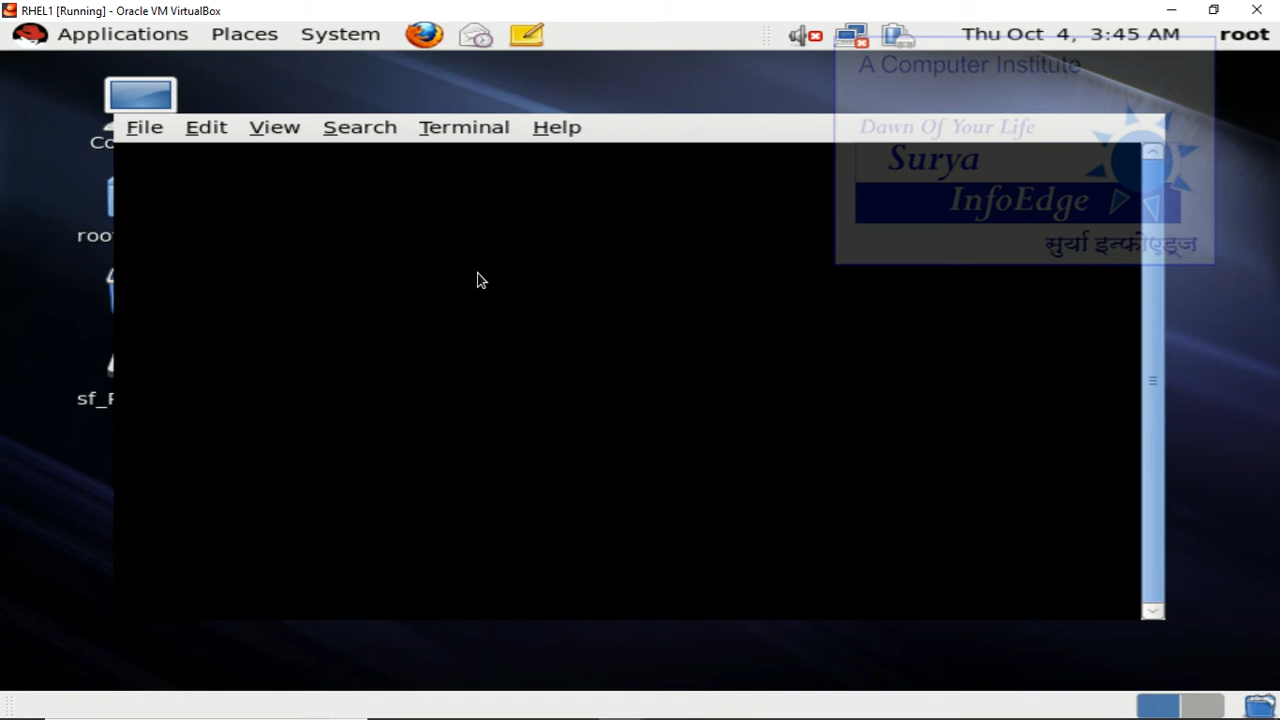 RHEL1 [Running] - Oracle VM VirtualBox
Applications Places System Thu Oct 4, 3:45 AM root
A Computer Institute
File Edit View Search Terminal Help
Dawn Of Your Life
Surya
InfoEdge
सुर्या इन्फोएड्ज